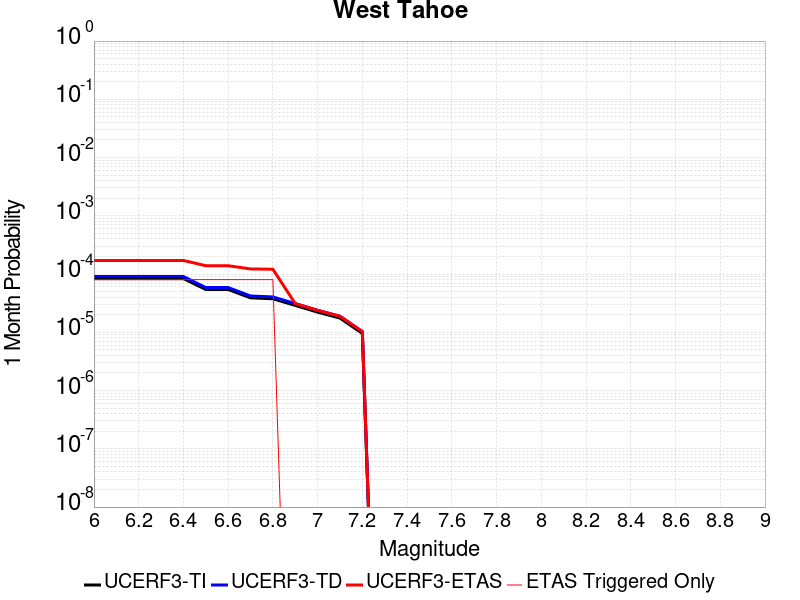 West Tahoe
10^0
10^-1
10^-2
10^-3
10^-4
10^-5
10^-6
10^-7
10^-8
1 Month Probability
6 6.2 6.4 6.6 6.8 7 7.2 7.4 7.6 7.8 8 8.2 8.4 8.6 8.8 9
Magnitude
UCERF3-TI UCERF3-TD UCERF3-ETAS ETAS Triggered Only